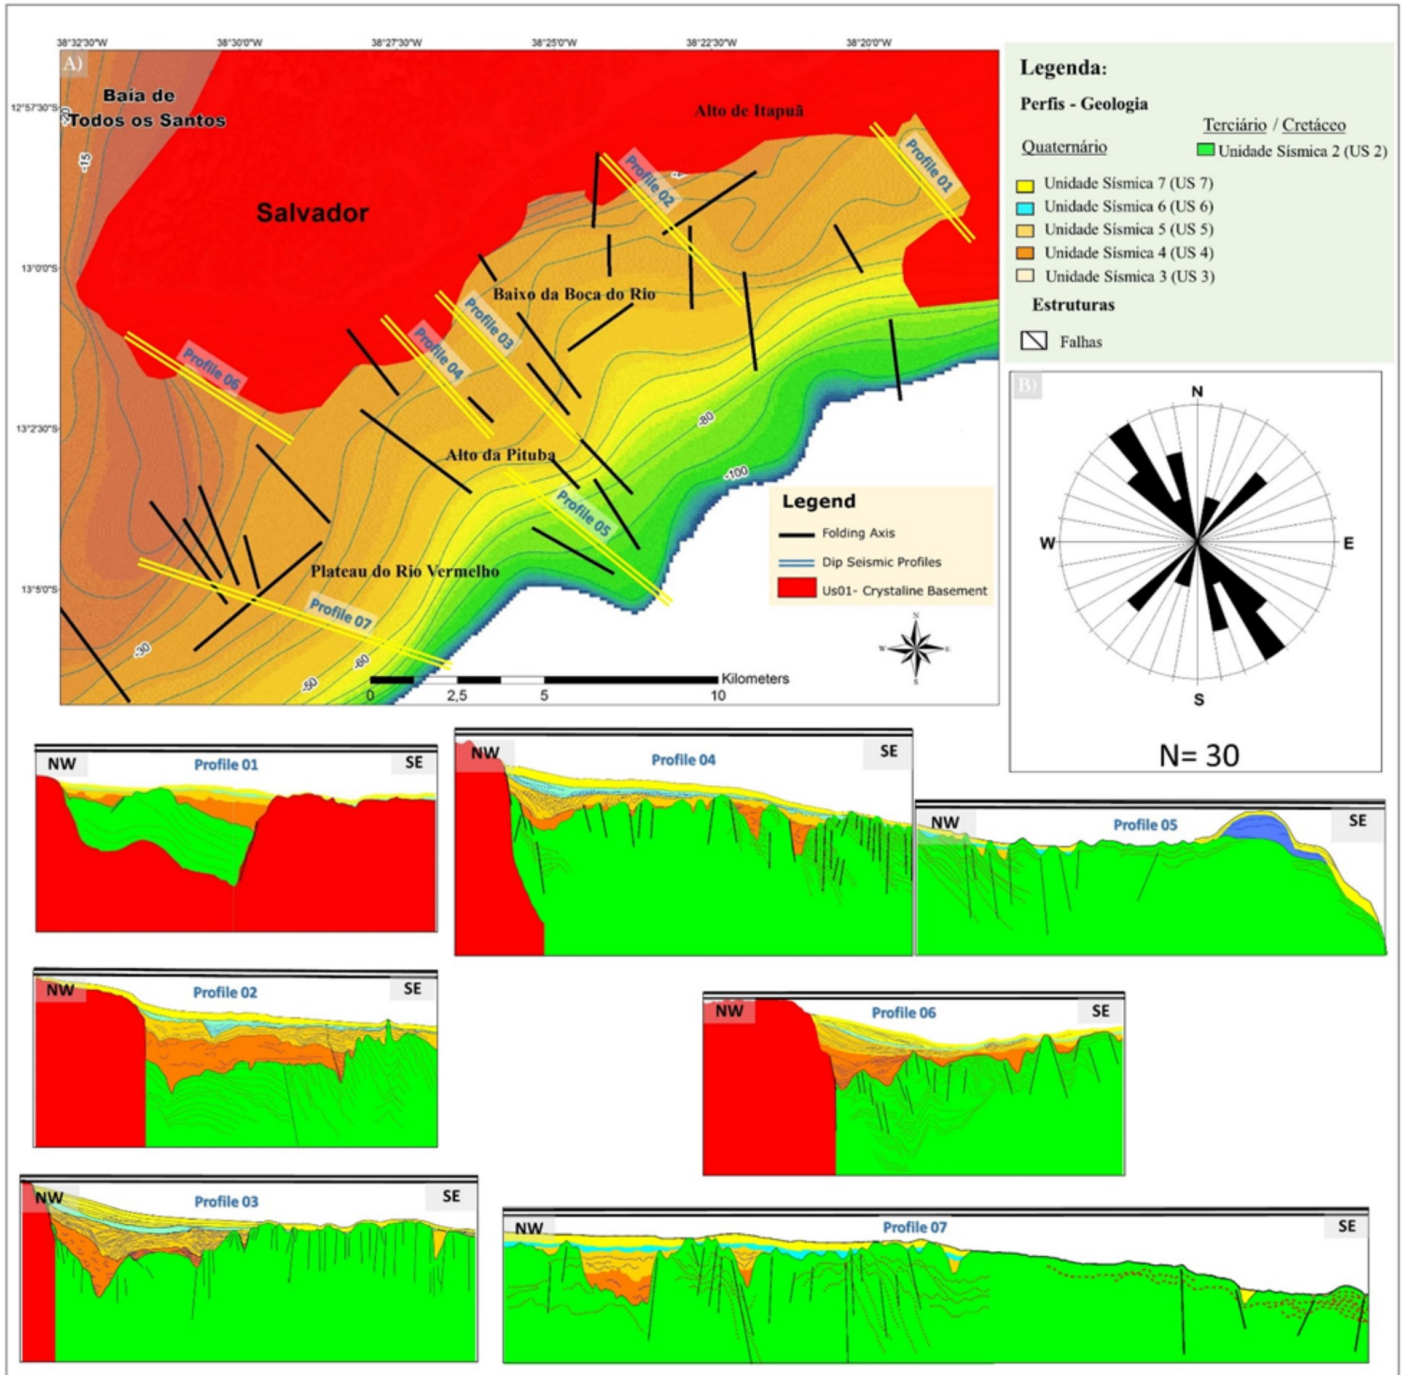 38°32'30"W 38°30'0"W 38°27'30"W 38°25'0"W 38°22'30"W 38°20'0"W
A)
Baía de
Todos os Santos
12°57'30"S
-15
Alto de Itapuã
Profile 01
Profile 02
Salvador
13°0'0"S
Baixo da Boca do Rio
Profile 03
Profile 04
Profile 06
13°2'30"S
-80
Alto da Pituba
-100
Profile 05
Plateau do Rio Vermelho
13°5'0"S
Profile 07
-30
-60
-50
Legend
Folding Axis
Dip Seismic Profiles
Us01- Crystaline Basement
N
W E
S
Kilometers
0 2,5 5 10
Legenda:
Perfis - Geologia
Terciário / Cretáceo
Quaternário
Unidade Sísmica 2 (US 2)
Unidade Sísmica 7 (US 7)
Unidade Sísmica 6 (US 6)
Unidade Sísmica 5 (US 5)
Unidade Sísmica 4 (US 4)
Unidade Sísmica 3 (US 3)
Estruturas
Falhas
B)
N
W E
S
N= 30
NW Profile 01 SE
NW Profile 04 SE
NW Profile 05 SE
NW Profile 02 SE
NW Profile 06 SE
NW Profile 03 SE
NW Profile 07 SE